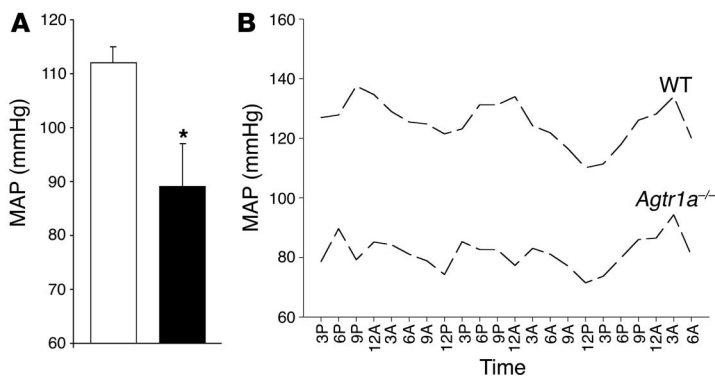 A
MAP (mmHg)
120
110
100
90
80
70
60
*
B
MAP (mmHg)
160
140
120
100
80
60
WT
Agtr1a–/–
3P 6P 9P 12A 3A 6A 9A 12P 3P 6P 9P 12A 3A 6A 9A 12P 3P 6P 9P 12A 3A 6A
Time